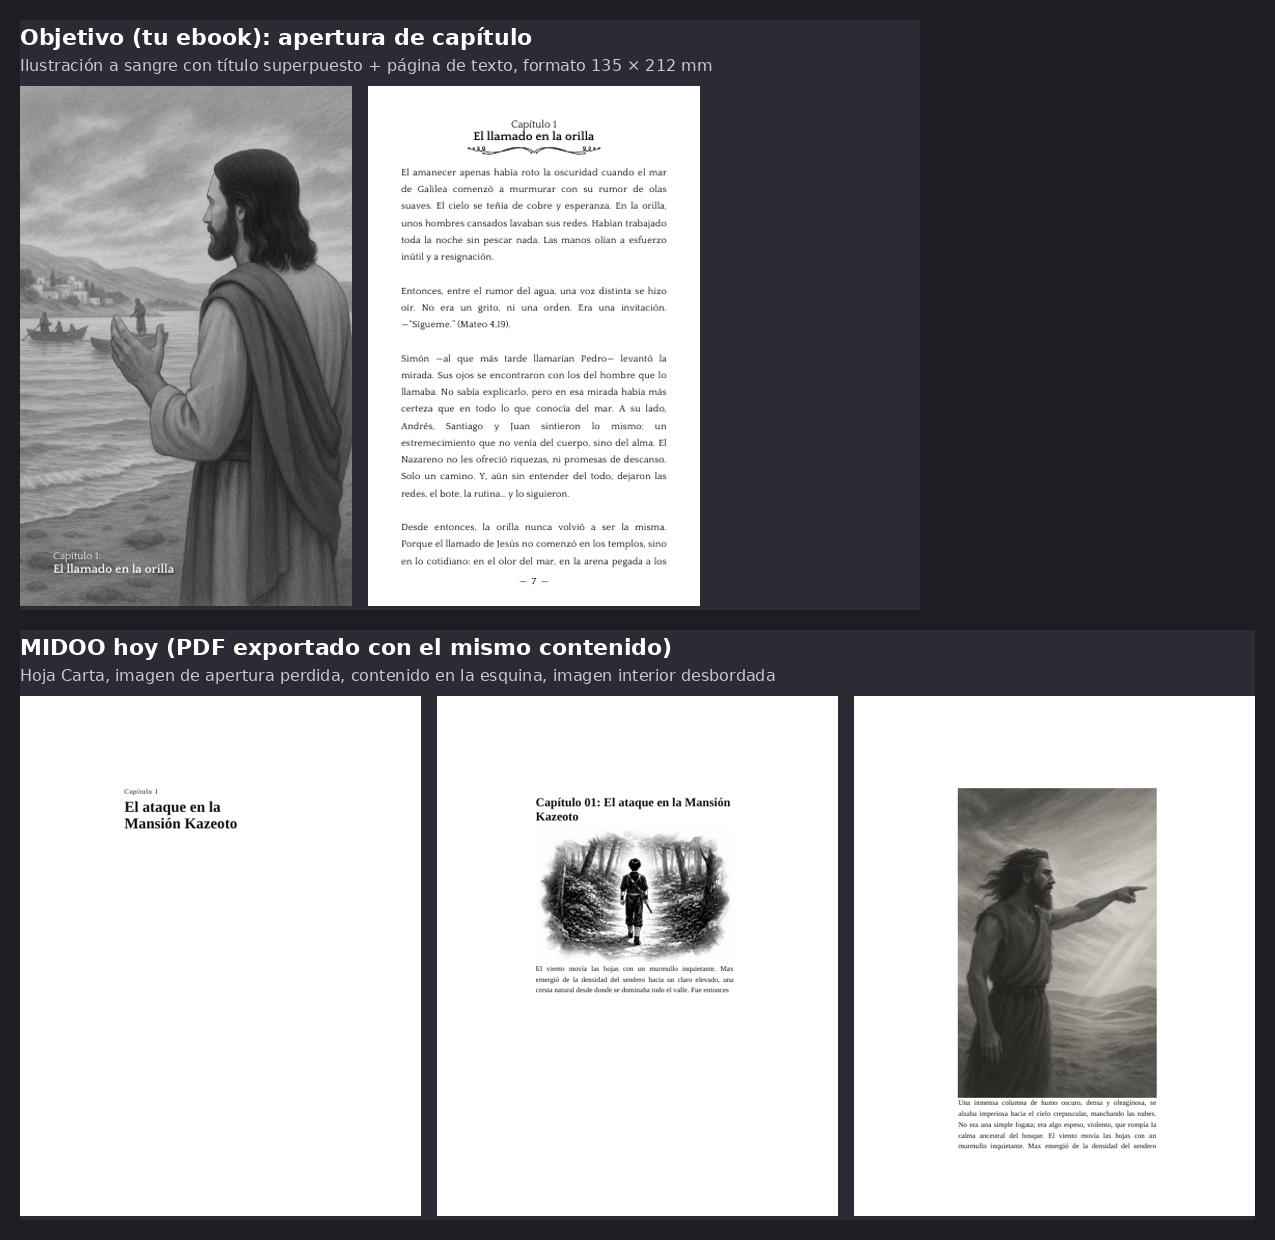 Objetivo (tu ebook): apertura de capítulo
Ilustración a sangre con título superpuesto + página de texto, formato 135 × 212 mm
Capítulo 1:
El llamado en la orilla
Capítulo 1
El llamado en la orilla
El amanecer apenas había roto la oscuridad cuando el mar
de Galilea comenzó a murmurar con su rumor de olas
suaves. El cielo se teñía de cobre y esperanza. En la orilla,
unos hombres cansados lavaban sus redes. Habían trabajado
toda la noche sin pescar nada. Las manos olían a esfuerzo
inútil y a resignación.
Entonces, entre el rumor del agua, una voz distinta se hizo
oír. No era un grito, ni una orden. Era una invitación.
—“Sígueme.” (Mateo 4,19).
Simón —al que más tarde llamarían Pedro— levantó la
mirada. Sus ojos se encontraron con los del hombre que lo
llamaba. No sabía explicarlo, pero en esa mirada había más
certeza que en todo lo que conocía del mar. A su lado,
Andrés, Santiago y Juan sintieron lo mismo: un
estremecimiento que no venía del cuerpo, sino del alma. El
Nazareno no les ofreció riquezas, ni promesas de descanso.
Solo un camino. Y, aún sin entender del todo, dejaron las
redes, el bote, la rutina… y lo siguieron.
Desde entonces, la orilla nunca volvió a ser la misma.
Porque el llamado de Jesús no comenzó en los templos, sino
en lo cotidiano: en el olor del mar, en la arena pegada a los
— 7 —
MIDOO hoy (PDF exportado con el mismo contenido)
Hoja Carta, imagen de apertura perdida, contenido en la esquina, imagen interior desbordada
Capítulo 1
El ataque en la
Mansión Kazeoto
Capítulo 01: El ataque en la Mansión
Kazeoto
El viento movía las hojas con un murmullo inquietante. Max
emergió de la densidad del sendero hacia un claro elevado, una
cresta natural desde donde se dominaba todo el valle. Fue entonces
Una inmensa columna de humo oscuro, densa y oleaginosa, se
alzaba imperiosa hacia el cielo crepuscular, manchando las nubes.
No era una simple fogata; era algo espeso, violento, que rompía la
calma ancestral del bosque. El viento movía las hojas con un
murmullo inquietante. Max emergió de la densidad del sendero